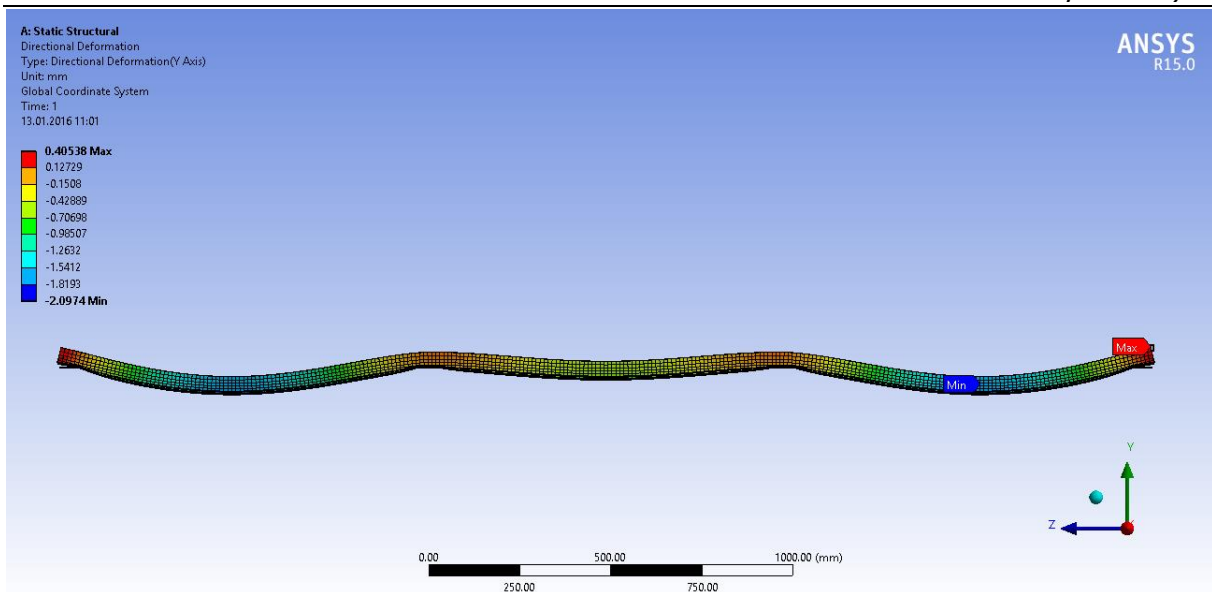 A: Static Structural
Directional Deformation
Type: Directional Deformation(Y Axis)
Unit: mm
Global Coordinate System
Time: 1
13.01.2016 11:01
ANSYS
R15.0
0.40538 Max
0.12729
-0.1508
-0.42889
-0.70698
-0.98507
-1.2632
-1.5412
-1.8193
-2.0974 Min
Max
Min
Y
Z
0.00 500.00 1000.00 (mm)
250.00 750.00